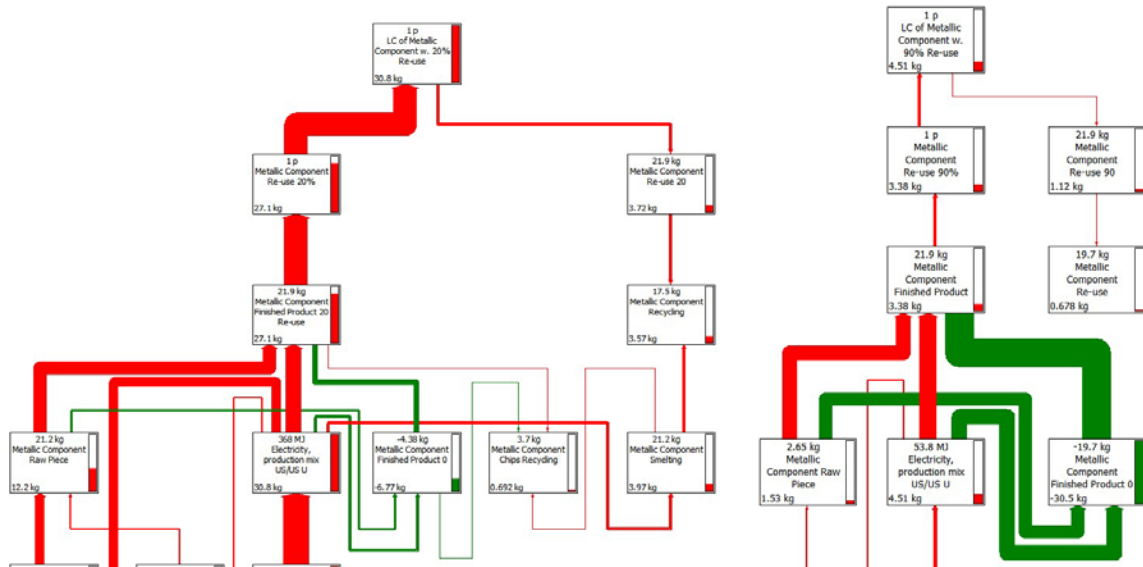 1 p
LC of Metallic
Component w. 20%
Re-use
30.8 kg
1 p
Metallic Component
Re-use 20%
27.1 kg
21.9 kg
Metallic Component
Re-use 20
3.72 kg
21.9 kg
Metallic Component
Finished Product 20
Re-use
27.1 kg
17.5 kg
Metallic Component
Recycling
3.57 kg
21.2 kg
Metallic Component
Raw Piece
12.2 kg
368 MJ
Electricity,
production mix
US/US U
30.8 kg
-4.38 kg
Metallic Component
Finished Product 0
-6.77 kg
3.7 kg
Metallic Component
Chips Recycling
0.692 kg
21.2 kg
Metallic Component
Smelting
3.97 kg
1 p
LC of Metallic
Component w.
90% Re-use
4.51 kg
1 p
Metallic
Component
Re-use 90%
3.38 kg
21.9 kg
Metallic
Component
Re-use 90
1.12 kg
21.9 kg
Metallic
Component
Finished Product
3.38 kg
19.7 kg
Metallic
Component
Re-use
0.678 kg
2.65 kg
Metallic
Component Raw
Piece
1.53 kg
53.8 MJ
Electricity,
production mix
US/US U
4.51 kg
-19.7 kg
Metallic
Component
Finished Product 0
-30.5 kg